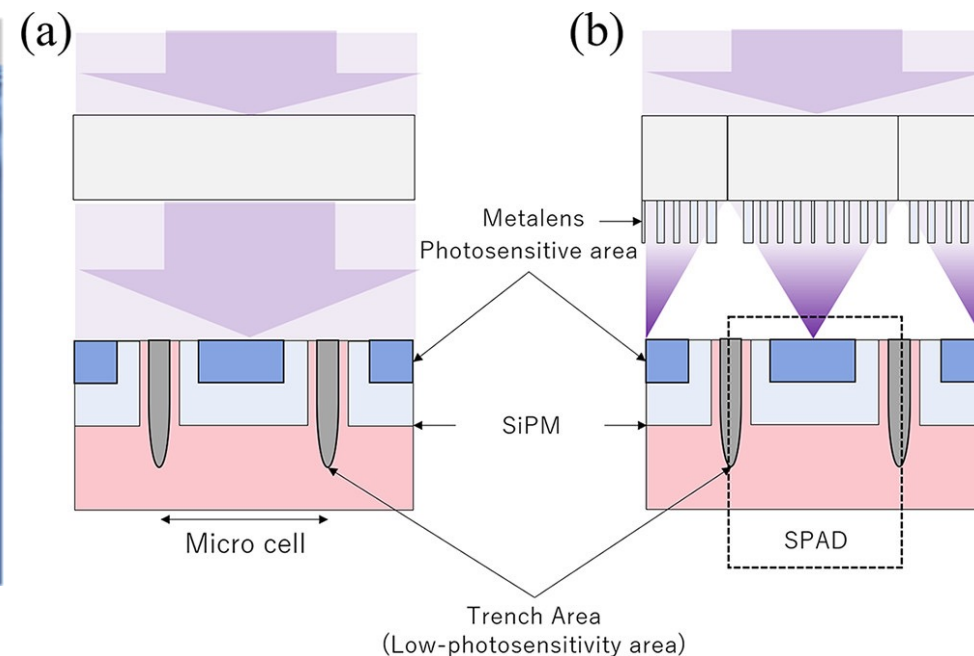 (a)
(b)
Metalens
Photosensitive area
SiPM
Micro cell
SPAD
Trench Area
(Low-photosensitivity area)